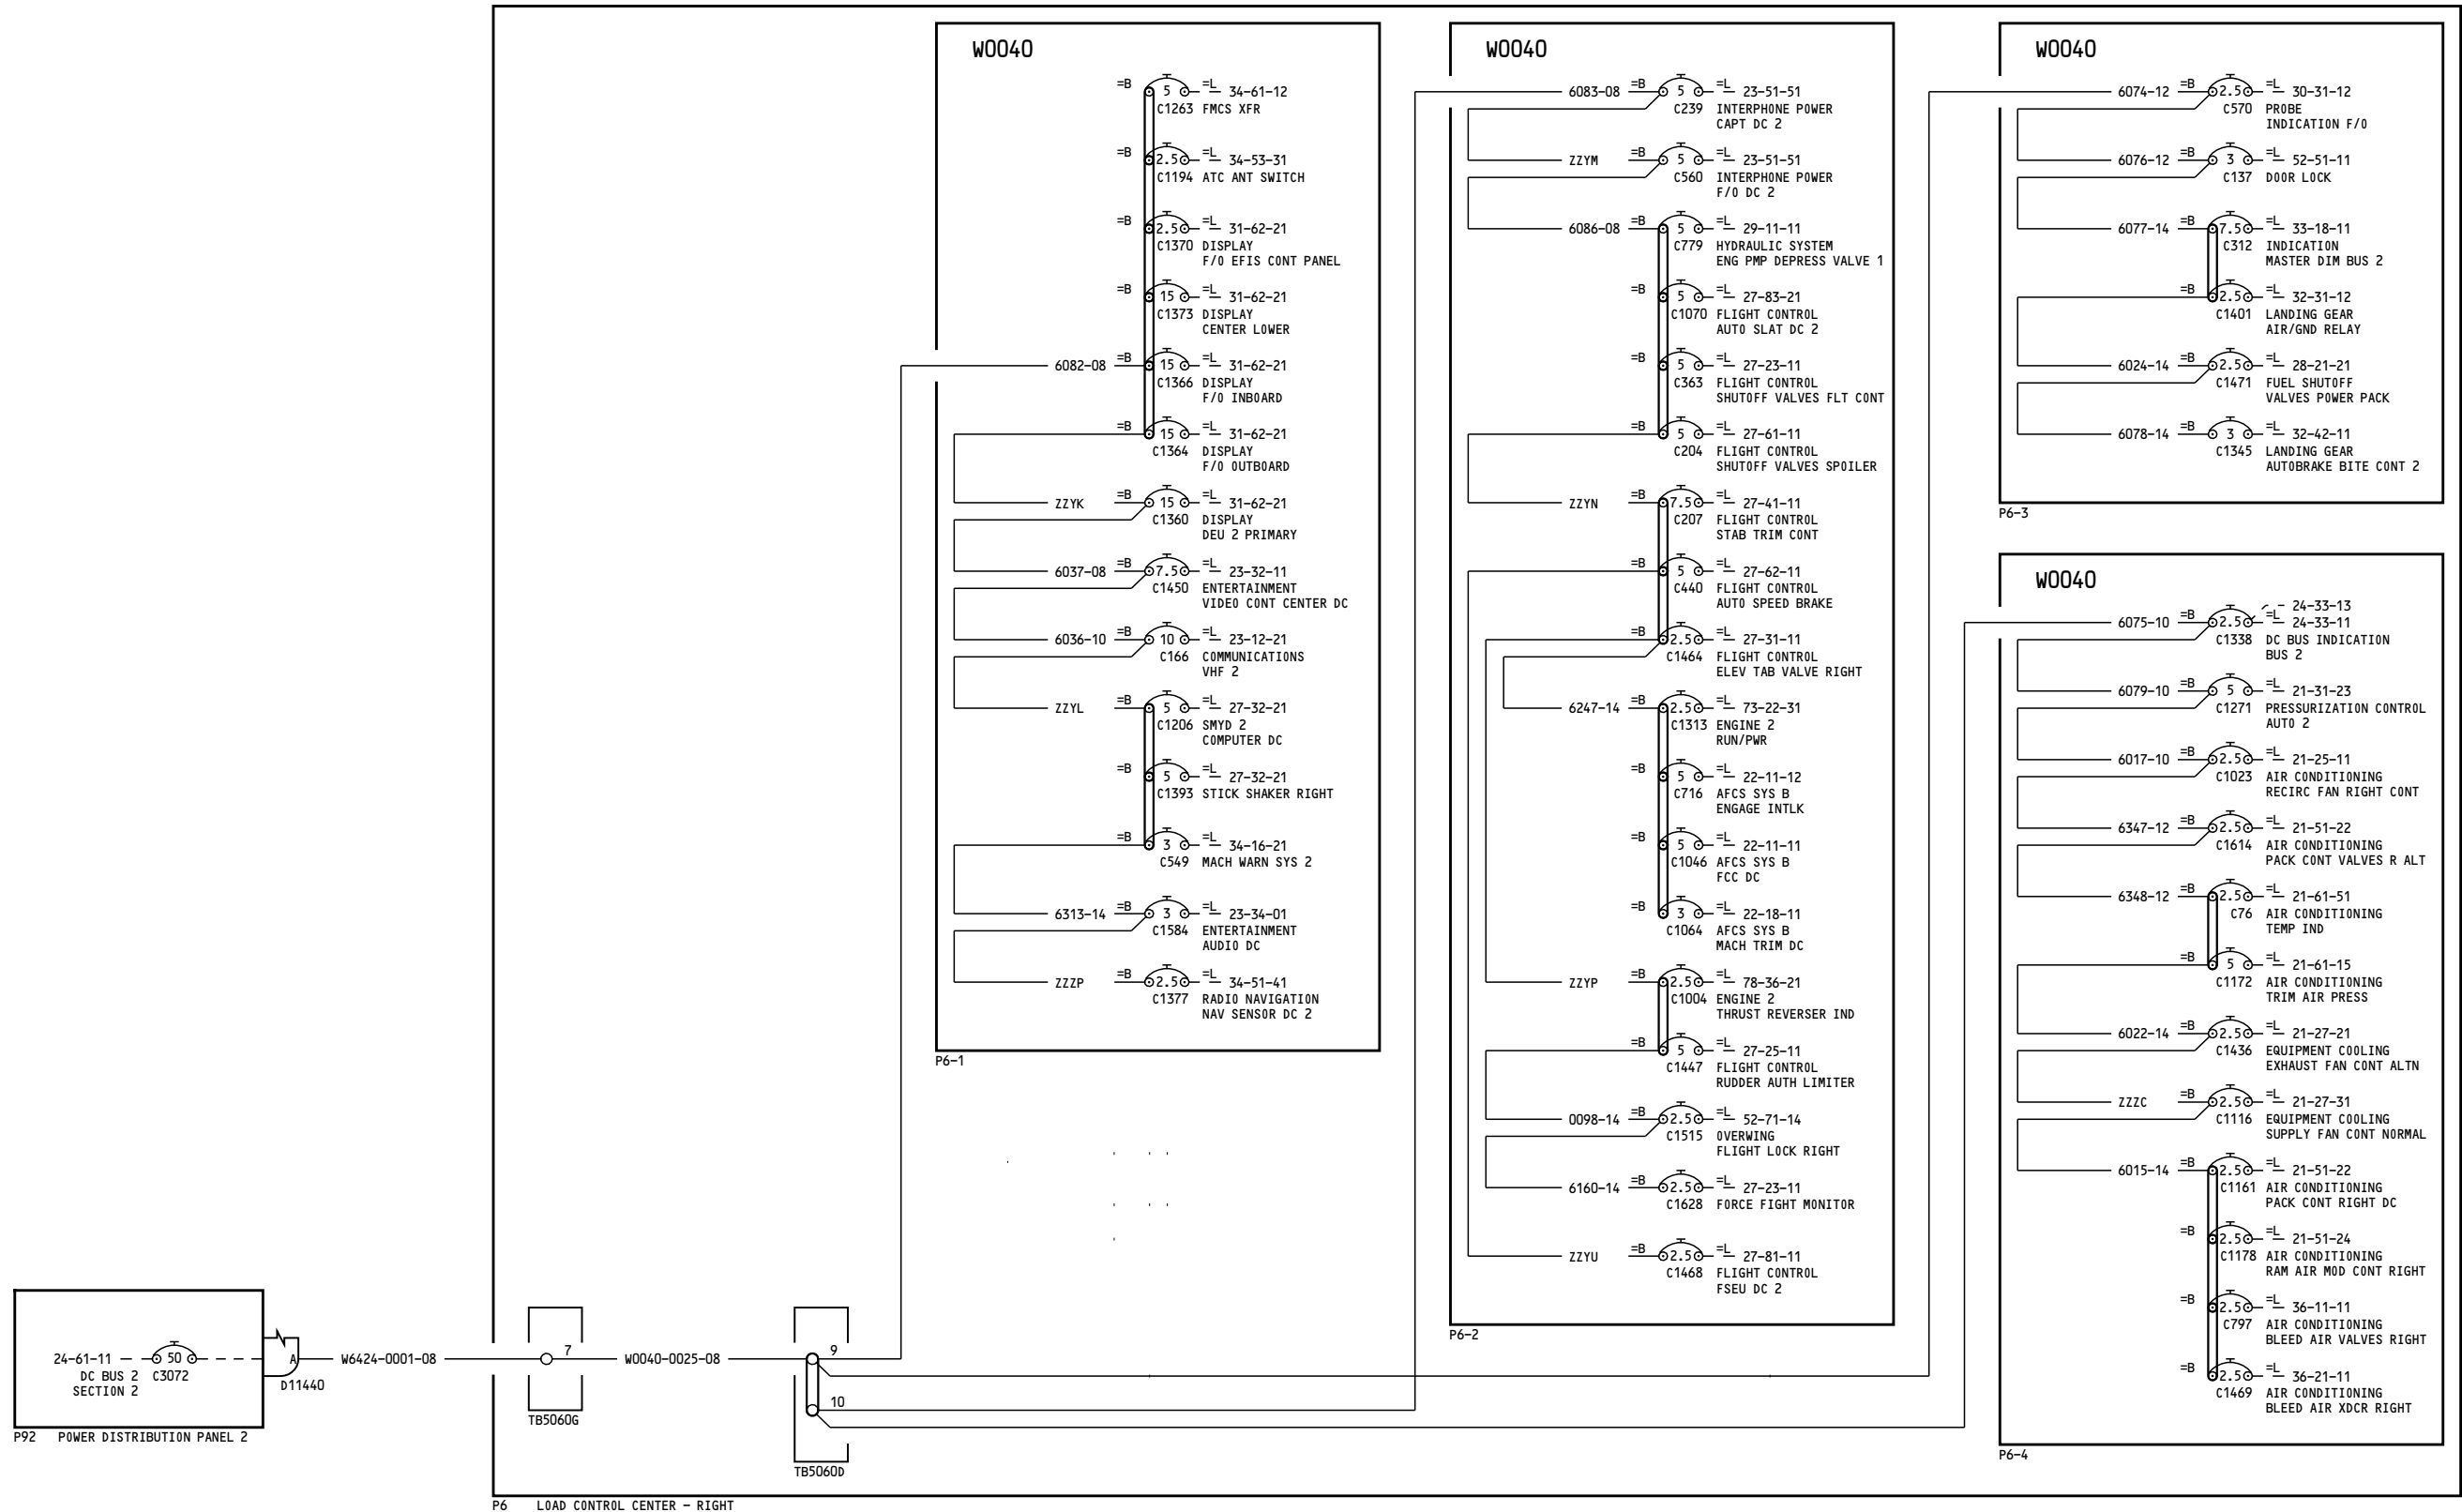 W0040
=B 5 =L 34-61-12
C1263 FMCS XFR
=B 2.5 =L 34-53-31
C1194 ATC ANT SWITCH
=B 2.5 =L 31-62-21
C1370 DISPLAY
F/O EFIS CONT PANEL
=B 15 =L 31-62-21
C1373 DISPLAY
CENTER LOWER
6082-08 =B 15 =L 31-62-21
C1366 DISPLAY
F/O INBOARD
=B 15 =L 31-62-21
C1364 DISPLAY
F/O OUTBOARD
ZZYK =B 15 =L 31-62-21
C1360 DISPLAY
DEU 2 PRIMARY
6037-08 =B 7.5 =L 23-32-11
C1450 ENTERTAINMENT
VIDEO CONT CENTER DC
6036-10 =B 10 =L 23-12-21
C166 COMMUNICATIONS
VHF 2
ZZYL =B 5 =L 27-32-21
C1206 SMYD 2
COMPUTER DC
=B 5 =L 27-32-21
C1393 STICK SHAKER RIGHT
=B 3 =L 34-16-21
C549 MACH WARN SYS 2
6313-14 =B 3 =L 23-34-01
C1584 ENTERTAINMENT
AUDIO DC
ZZZP =B 2.5 =L 34-51-41
C1377 RADIO NAVIGATION
NAV SENSOR DC 2
P6-1
W0040
6083-08 =B 5 =L 23-51-51
C239 INTERPHONE POWER
CAPT DC 2
ZZYM =B 5 =L 23-51-51
C560 INTERPHONE POWER
F/O DC 2
6086-08 =B 5 =L 29-11-11
C779 HYDRAULIC SYSTEM
ENG PMP DEPRESS VALVE 1
=B 5 =L 27-83-21
C1070 FLIGHT CONTROL
AUTO SLAT DC 2
=B 5 =L 27-23-11
C363 FLIGHT CONTROL
SHUTOFF VALVES FLT CONT
=B 5 =L 27-61-11
C204 FLIGHT CONTROL
SHUTOFF VALVES SPOILER
ZZYN =B 7.5 =L 27-41-11
C207 FLIGHT CONTROL
STAB TRIM CONT
=B 5 =L 27-62-11
C440 FLIGHT CONTROL
AUTO SPEED BRAKE
=B 2.5 =L 27-31-11
C1464 FLIGHT CONTROL
ELEV TAB VALVE RIGHT
6247-14 =B 2.5 =L 73-22-31
C1313 ENGINE 2
RUN/PWR
=B 5 =L 22-11-12
C716 AFCS SYS B
ENGAGE INTLK
=B 5 =L 22-11-11
C1046 AFCS SYS B
FCC DC
=B 3 =L 22-18-11
C1064 AFCS SYS B
MACH TRIM DC
ZZYP =B 2.5 =L 78-36-21
C1004 ENGINE 2
THRUST REVERSER IND
=B 5 =L 27-25-11
C1447 FLIGHT CONTROL
RUDDER AUTH LIMITER
0098-14 =B 2.5 =L 52-71-14
C1515 OVERWING
FLIGHT LOCK RIGHT
6160-14 =B 2.5 =L 27-23-11
C1628 FORCE FIGHT MONITOR
ZZYU =B 2.5 =L 27-81-11
C1468 FLIGHT CONTROL
FSEU DC 2
P6-2
W0040
6074-12 =B 2.5 =L 30-31-12
C570 PROBE
INDICATION F/O
6076-12 =B 3 =L 52-51-11
C137 DOOR LOCK
6077-14 =B 7.5 =L 33-18-11
C312 INDICATION
MASTER DIM BUS 2
=B 2.5 =L 32-31-12
C1401 LANDING GEAR
AIR/GND RELAY
6024-14 =B 2.5 =L 28-21-21
C1471 FUEL SHUTOFF
VALVES POWER PACK
6078-14 =B 3 =L 32-42-11
C1345 LANDING GEAR
AUTOBRAKE BITE CONT 2
P6-3
W0040
24-33-13
6075-10 =B 2.5 =L 24-33-11
C1338 DC BUS INDICATION
BUS 2
6079-10 =B 5 =L 21-31-23
C1271 PRESSURIZATION CONTROL
AUTO 2
6017-10 =B 2.5 =L 21-25-11
C1023 AIR CONDITIONING
RECIRC FAN RIGHT CONT
6347-12 =B 2.5 =L 21-51-22
C1614 AIR CONDITIONING
PACK CONT VALVES R ALT
6348-12 =B 2.5 =L 21-61-51
C76 AIR CONDITIONING
TEMP IND
=B 5 =L 21-61-15
C1172 AIR CONDITIONING
TRIM AIR PRESS
6022-14 =B 2.5 =L 21-27-21
C1436 EQUIPMENT COOLING
EXHAUST FAN CONT ALTN
ZZZC =B 2.5 =L 21-27-31
C1116 EQUIPMENT COOLING
SUPPLY FAN CONT NORMAL
6015-14 =B 2.5 =L 21-51-22
C1161 AIR CONDITIONING
PACK CONT RIGHT DC
=B 2.5 =L 21-51-24
C1178 AIR CONDITIONING
RAM AIR MOD CONT RIGHT
=B 2.5 =L 36-11-11
C797 AIR CONDITIONING
BLEED AIR VALVES RIGHT
=B 2.5 =L 36-21-11
C1469 AIR CONDITIONING
BLEED AIR XDCR RIGHT
P6-4
24-61-11 50 A W6424-0001-08 7 W0040-0025-08 9
DC BUS 2 C3072
SECTION 2
D11440
10
TB5060G
P92 POWER DISTRIBUTION PANEL 2
TB5060D
P6 LOAD CONTROL CENTER - RIGHT